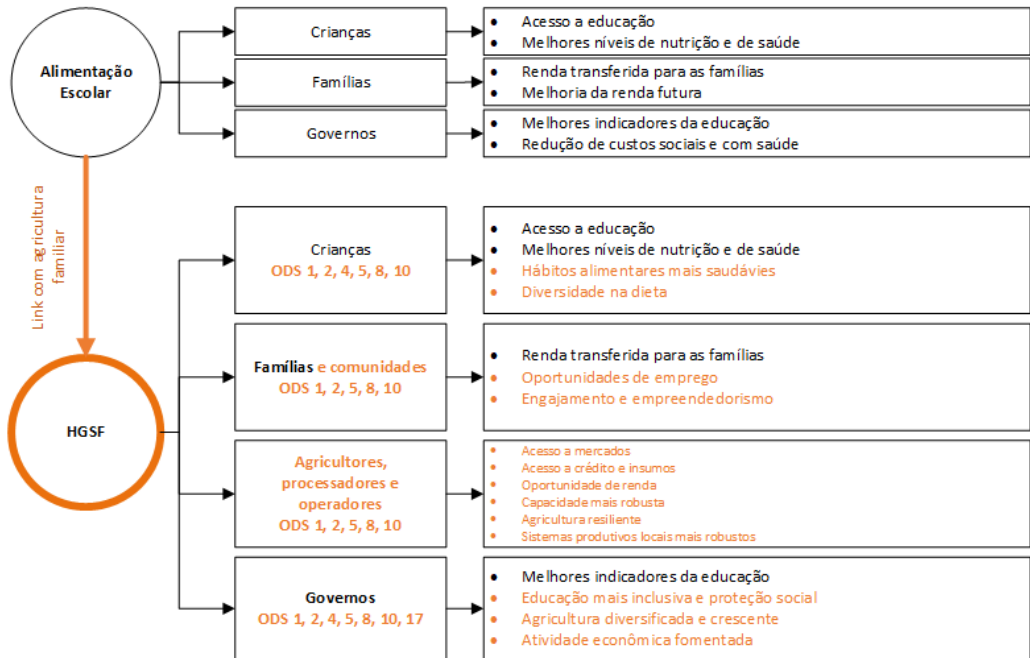 Alimentação
Escolar
Crianças
• Acesso a educação
• Melhores níveis de nutrição e de saúde
Famílias
• Renda transferida para as famílias
• Melhoria da renda futura
Governos
• Melhores indicadores da educação
• Redução de custos sociais e com saúde
Link com agricultura
familiar
HGSF
Crianças
ODS 1, 2, 4, 5, 8, 10
• Acesso a educação
• Melhores níveis de nutrição e de saúde
• Hábitos alimentares mais saudávies
• Diversidade na dieta
Famílias e comunidades
ODS 1, 2, 5, 8, 10
• Renda transferida para as famílias
• Oportunidades de emprego
• Engajamento e empreendedorismo
Agricultores,
processadores e
operadores
ODS 1, 2, 5, 8, 10
• Acesso a mercados
• Acesso a crédito e insumos
• Oportunidade de renda
• Capacidade mais robusta
• Agricultura resiliente
• Sistemas produtivos locais mais robustos
Governos
ODS 1, 2, 4, 5, 8, 10, 17
• Melhores indicadores da educação
• Educação mais inclusiva e proteção social
• Agricultura diversificada e crescente
• Atividade econômica fomentada